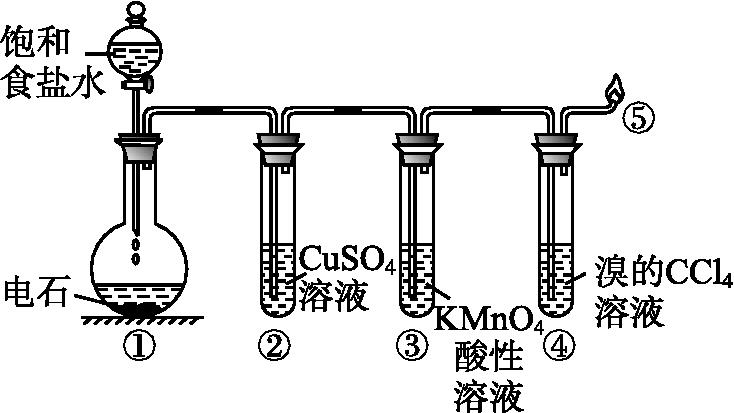 饱和
食盐水
电石
①
CuSO₄
溶液
②
KMnO₄
酸性
溶液
③
溴的CCl₄
溶液
④
⑤